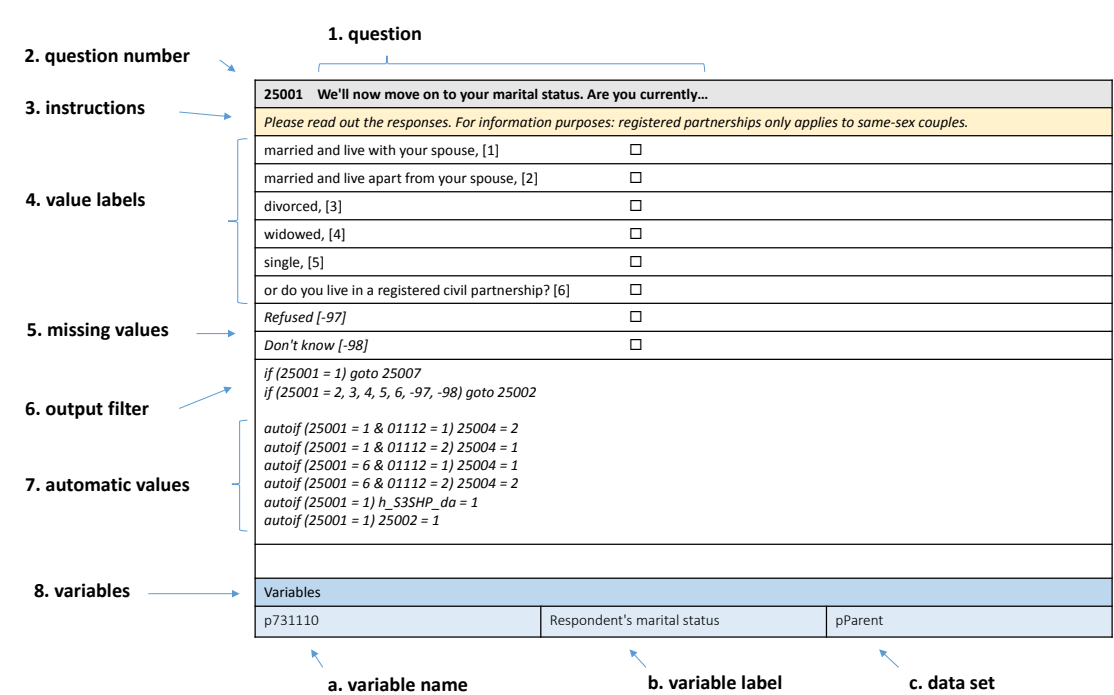 1. question
2. question number
25001 We'll now move on to your marital status. Are you currently…
3. instructions
Please read out the responses. For information purposes: registered partnerships only applies to same-sex couples.
married and live with your spouse, [1] ☐
married and live apart from your spouse, [2] ☐
4. value labels
divorced, [3] ☐
widowed, [4] ☐
single, [5] ☐
or do you live in a registered civil partnership? [6] ☐
5. missing values
Refused [-97] ☐
Don't know [-98] ☐
6. output filter
if (25001 = 1) goto 25007
if (25001 = 2, 3, 4, 5, 6, -97, -98) goto 25002
7. automatic values
autoif (25001 = 1 & 01112 = 1) 25004 = 2
autoif (25001 = 1 & 01112 = 2) 25004 = 1
autoif (25001 = 6 & 01112 = 1) 25004 = 1
autoif (25001 = 6 & 01112 = 2) 25004 = 2
autoif (25001 = 1) h_S3SHP_da = 1
autoif (25001 = 1) 25002 = 1
8. variables
Variables
p731110 Respondent's marital status pParent
a. variable name b. variable label c. data set